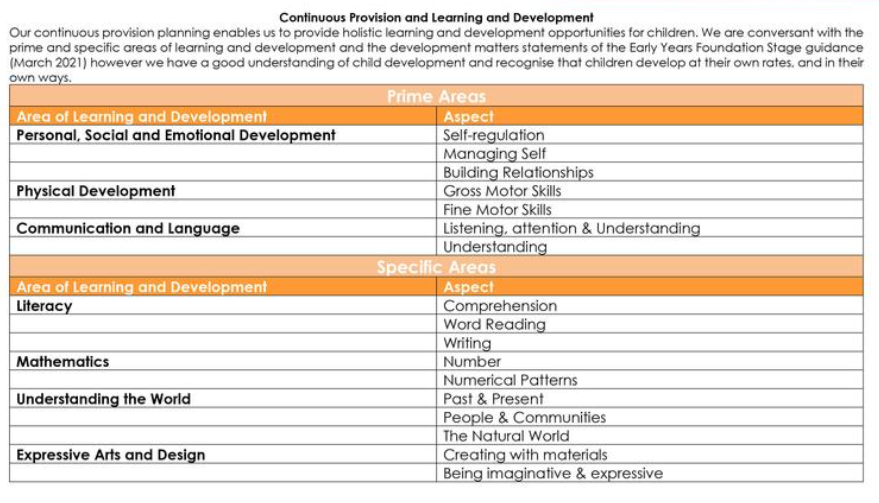 Continuous Provision and Learning and Development
Our continuous provision planning enables us to provide holistic learning and development opportunities for children. We are conversant with the
prime and specific areas of learning and development and the development matters statements of the Early Years Foundation Stage guidance
(March 2021) however we have a good understanding of child development and recognise that children develop at their own rates, and in their
own ways.
Prime Areas
Area of Learning and Development Aspect
Personal, Social and Emotional Development Self-regulation
Managing Self
Building Relationships
Physical Development Gross Motor Skills
Fine Motor Skills
Communication and Language Listening, attention & Understanding
Understanding
Specific Areas
Area of Learning and Development Aspect
Literacy Comprehension
Word Reading
Writing
Mathematics Number
Numerical Patterns
Understanding the World Past & Present
People & Communities
The Natural World
Expressive Arts and Design Creating with materials
Being imaginative & expressive